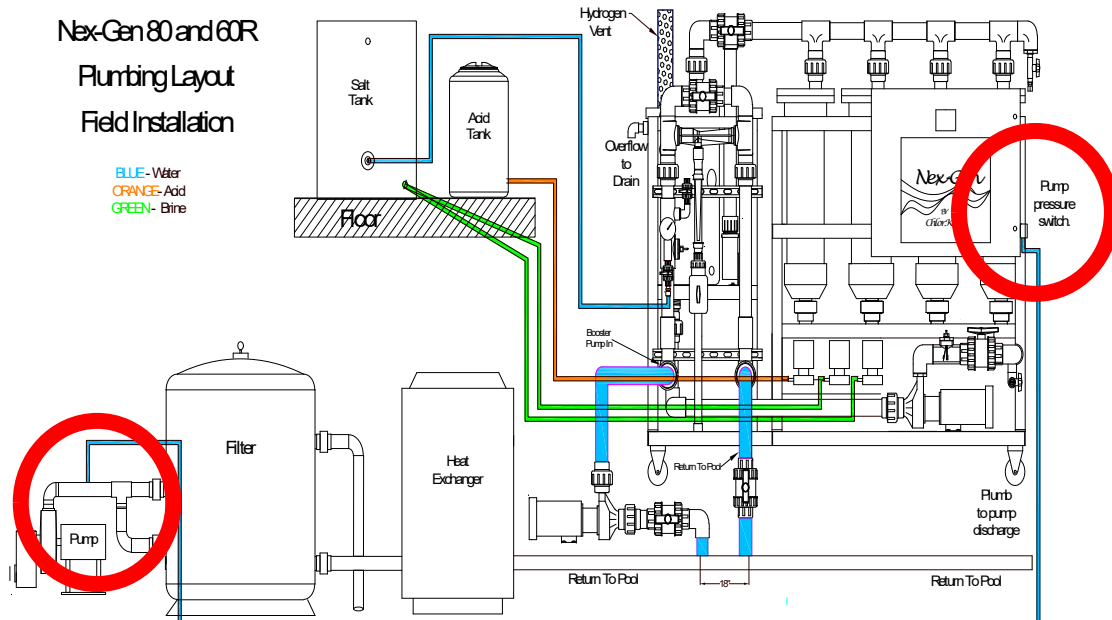 Nex-Gen 80 and 60R
Plumbing Layout
Field Installation
BLUE - Water
ORANGE - Acid
GREEN - Brine
Salt
Tank
Acid
Tank
Floor
Hydrogen
Vent
Overflow
to
Drain
Nex-Gen
BY
Pump
pressure
switch.
Booster
Pump In
Filter
Heat
Exchanger
Pump
Return To Pool
Plumb
to pump
discharge
Return To Pool
18"
Return To Pool